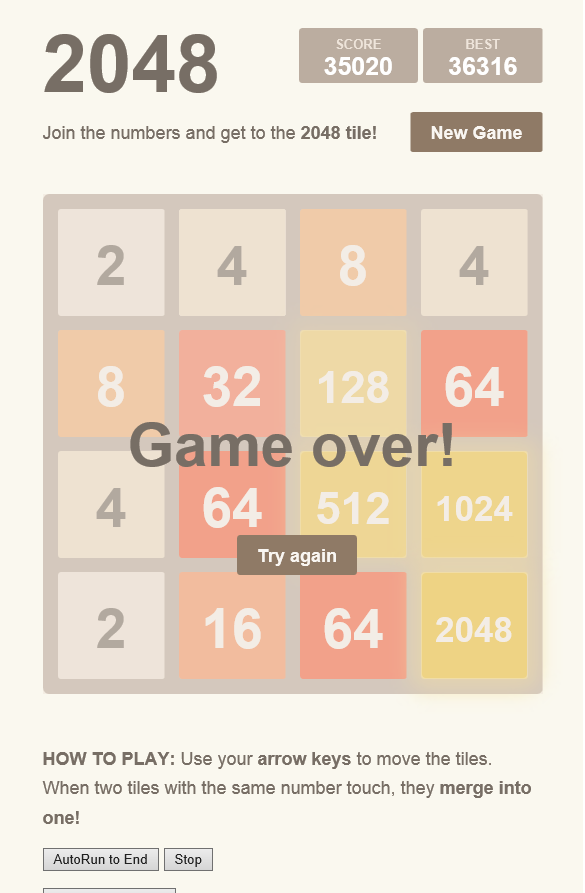 2048
SCORE
35020
BEST
36316
Join the numbers and get to the 2048 tile!
New Game
2 4 8 4
8 32 128 64
Game over!
4 64 512 1024
Try again
2 16 64 2048
HOW TO PLAY: Use your arrow keys to move the tiles.
When two tiles with the same number touch, they merge into
one!
AutoRun to End
Stop